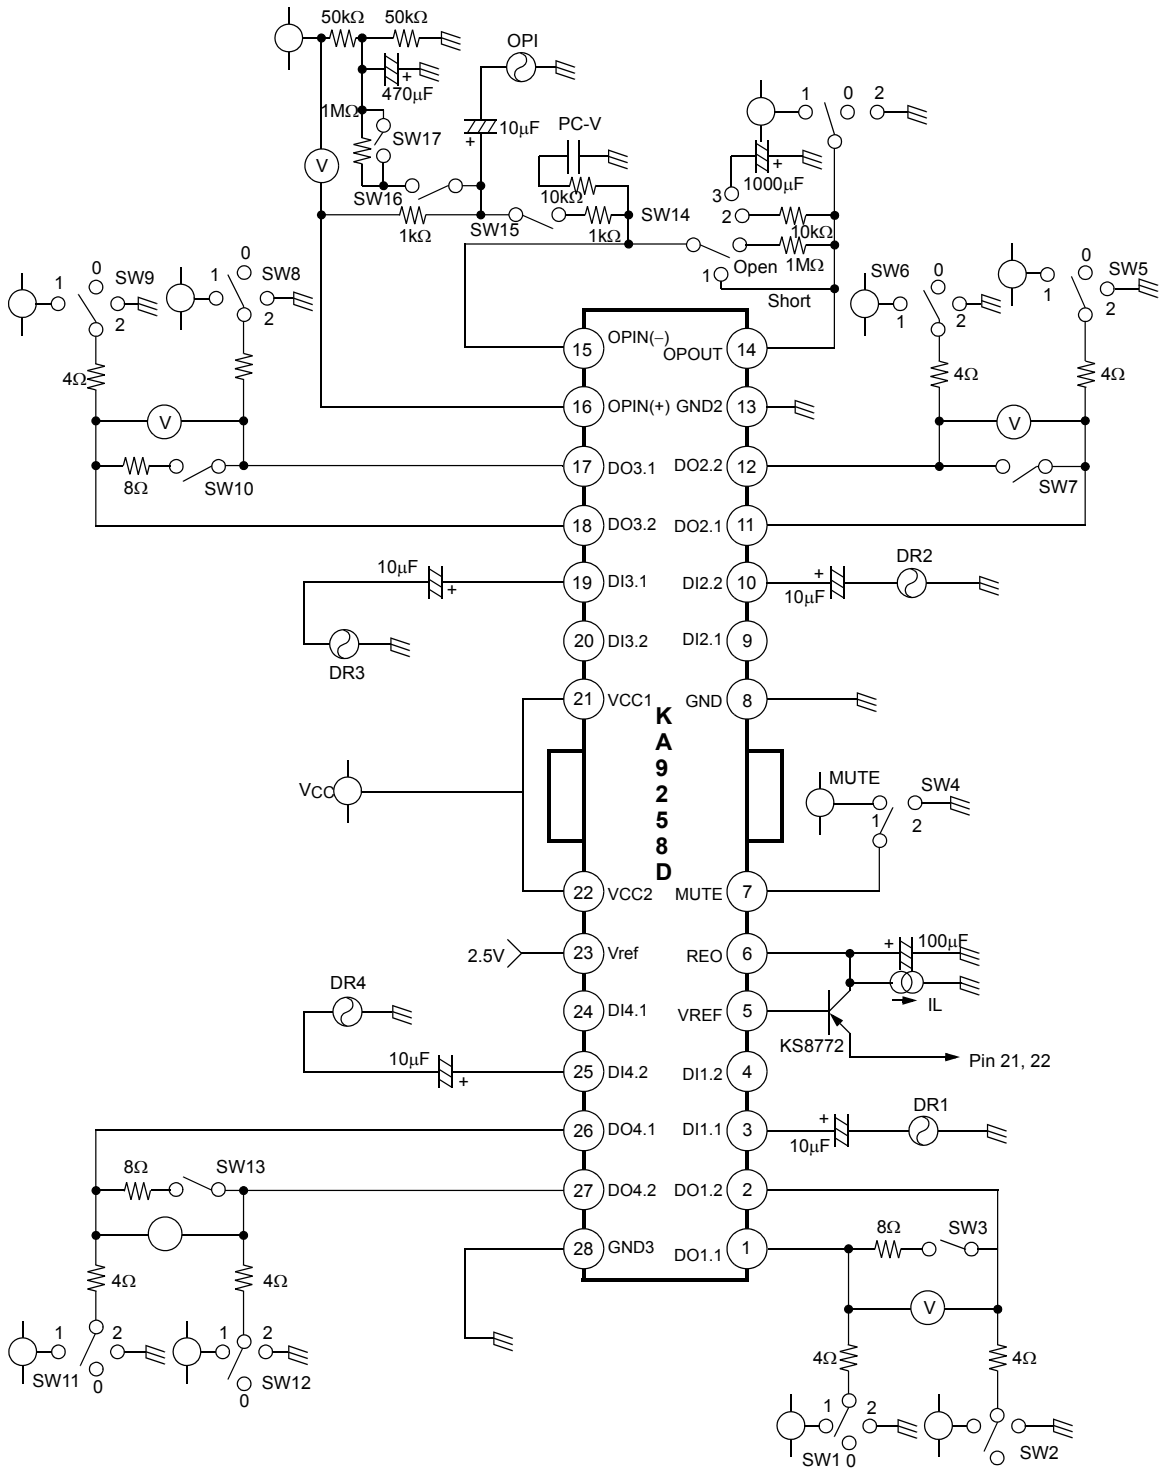 50kΩ 50kΩ
OPI
470μF
1MΩ
SW17
10μF
PC-V
1 0 2
V
1000μF
SW16
10kΩ
3
SW14
2
10kΩ
1kΩ
SW15
1kΩ
Open
1MΩ
1
Short
0 SW9
1
2
0
SW8
1
2
SW6
0
1
2
0
SW5
1
2
15 OPIN(−)
OPOUT 14
4Ω
4Ω
4Ω
16 OPIN(+) GND2 13
V
V
8Ω
SW10
17 DO3.1 DO2.2 12
SW7
18 DO3.2 DO2.1 11
10μF
+
19 DI3.1 DI2.2 10
+
10μF
DR2
20 DI3.2 DI2.1 9
DR3
21 VCC1 GND 8
K
A
9
2
5
8
D
VCC
MUTE
SW4
1
2
22 VCC2 MUTE 7
2.5V
23 Vref REO 6
+
100μF
IL
DR4
24 DI4.1 VREF 5
KS8772
Pin 21, 22
10μF
+
25 DI4.2 DI1.2 4
DR1
26 DO4.1 DI1.1 3
+
10μF
8Ω
SW13
27 DO4.2 DO1.2 2
28 GND3 DO1.1 1
8Ω
SW3
V
4Ω
4Ω
4Ω
4Ω
1
2
SW11
0
1
2
SW12
0
1
2
SW1
0
SW2